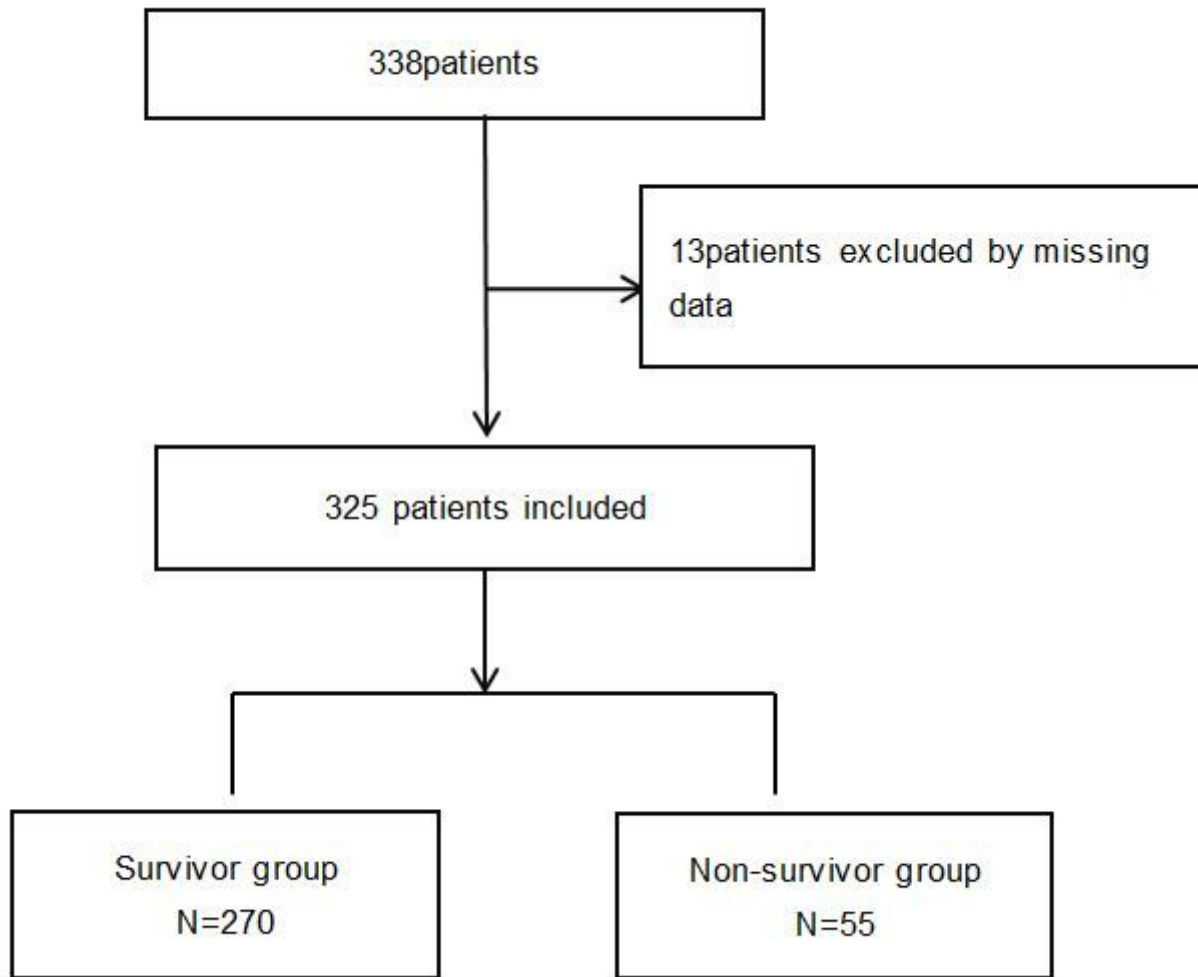 338patients
13patients excluded by missing
data
325 patients included
Survivor group
N=270
Non-survivor group
N=55